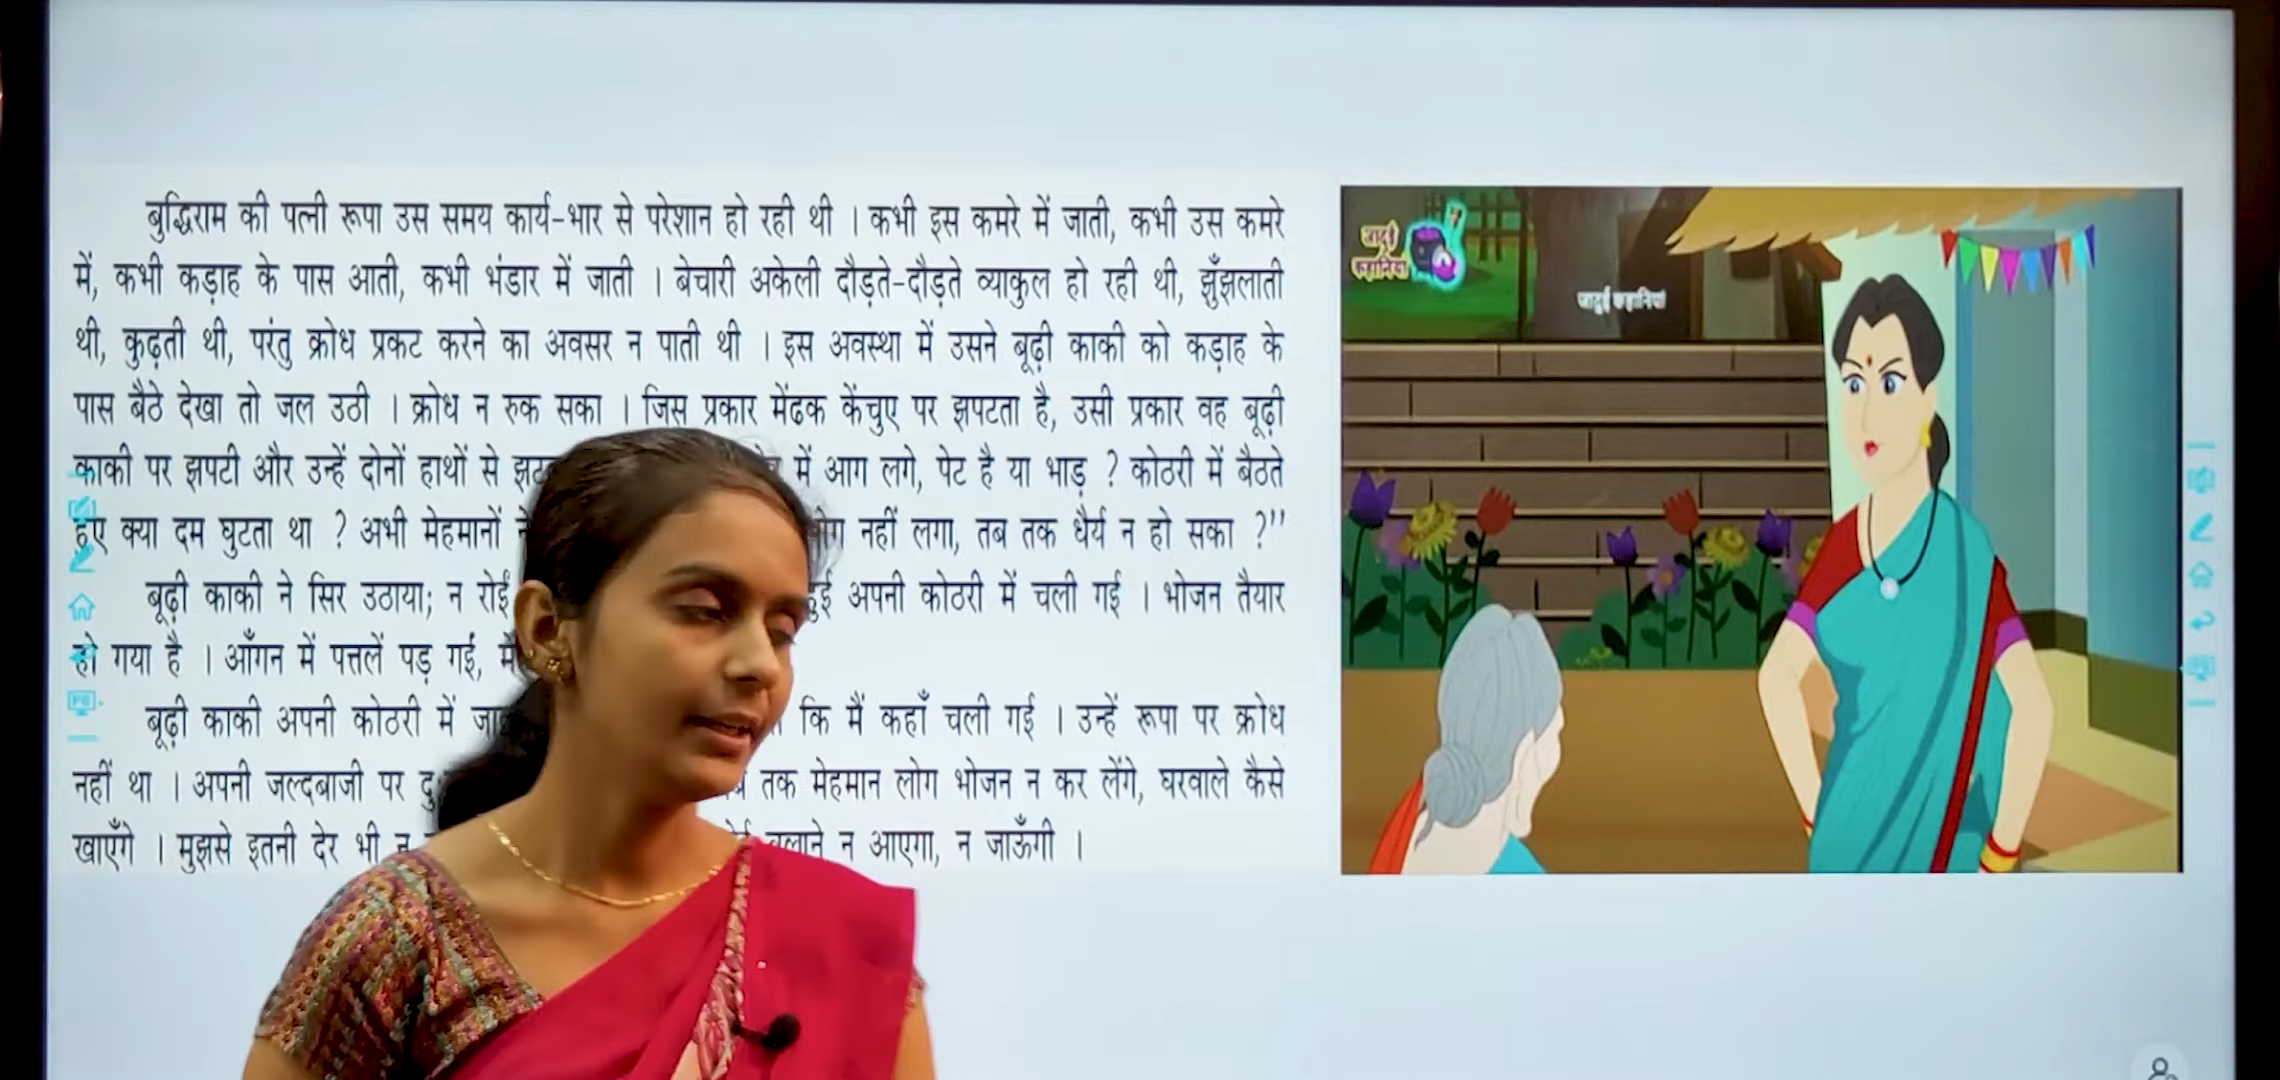 बुद्धिराम की पत्नी रूपा उस समय कार्य-भार से परेशान हो रही थी । कभी इस कमरे में जाती, कभी उस कमरे
में, कभी कड़ाह के पास आती, कभी भंडार में जाती । बेचारी अकेली दौड़ते-दौड़ते व्याकुल हो रही थी, झुँझलाती
थी, कुढ़ती थी, परंतु क्रोध प्रकट करने का अवसर न पाती थी । इस अवस्था में उसने बूढ़ी काकी को कड़ाह के
पास बैठे देखा तो जल उठी । क्रोध न रुक सका । जिस प्रकार मेंढक केंचुए पर झपटता है, उसी प्रकार वह बूढ़ी
काकी पर झपटी और उन्हें दोनों हाथों से में आग लगे, पेट है या भाड़ ? कोठरी में बैठते
हुए क्या दम घुटता था ? अभी मेहमानों नहीं लगा, तब तक धैर्य न हो सका ?''
बूढ़ी काकी ने सिर उठाया; न रोईं अपनी कोठरी में चली गई । भोजन तैयार
हो गया है । आँगन में पत्तलें पड़ गईं,
बूढ़ी काकी अपनी कोठरी में कि मैं कहाँ चली गई । उन्हें रूपा पर क्रोध
नहीं था । अपनी जल्दबाजी पर तक मेहमान लोग भोजन न कर लेंगे, घरवाले कैसे
खाएँगे । मुझसे इतनी देर भी न बुलाने न आएगा, न जाऊँगी ।
जादुई
कहानियां
जादुई कहानियां